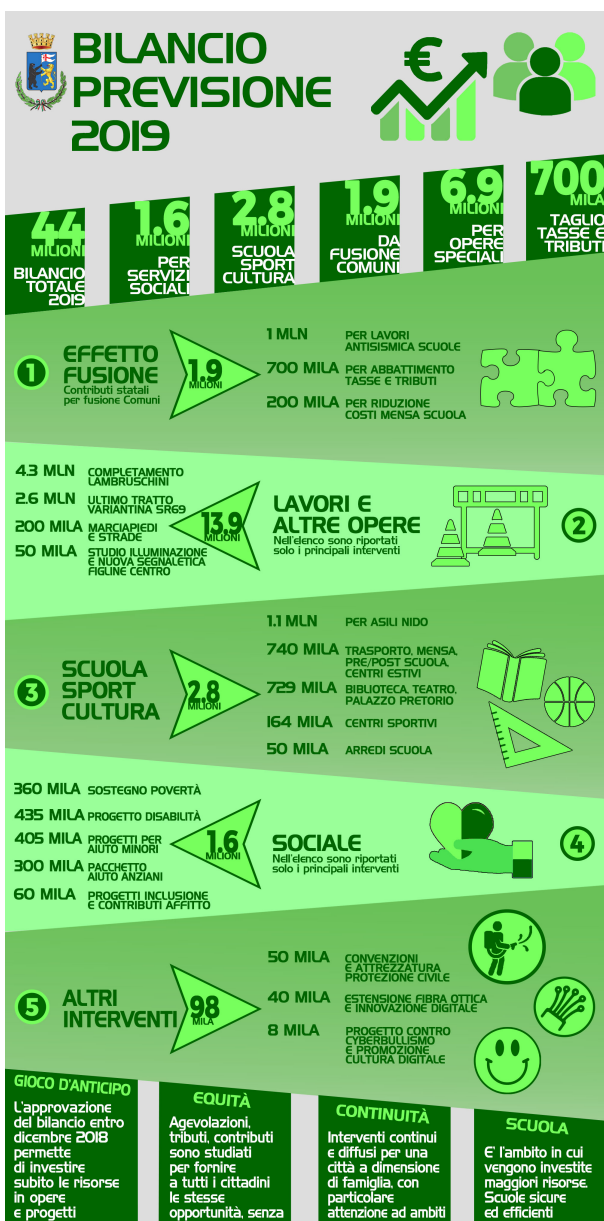 BILANCIO
PREVISIONE
2019
44
MILIONI
BILANCIO
TOTALE
2019
1.6
MILIONI
PER
SERVIZI
SOCIALI
2.8
MILIONI
SCUOLA
SPORT
CULTURA
1.9
MILIONI
DA
FUSIONE
COMUNI
6.9
MILIONI
PER
OPERE
SPECIALI
700
MILA
TAGLIO
TASSE E
TRIBUTI
1
EFFETTO
FUSIONE
Contributi statali
per fusione Comuni
1.9
MILIONI
1 MLN PER LAVORI
ANTISISMICA SCUOLE
700 MILA PER ABBATTIMENTO
TASSE E TRIBUTI
200 MILA PER RIDUZIONE
COSTI MENSA SCUOLA
4.3 MLN COMPLETAMENTO
LAMBRUSCHINI
2.6 MLN ULTIMO TRATTO
VARIANTINA SR69
200 MILA MARCIAPIEDI
E STRADE
50 MILA STUDIO ILLUMINAZIONE
E NUOVA SEGNALETICA
FIGLINE CENTRO
13.9
MILIONI
LAVORI E
ALTRE OPERE
Nell'elenco sono riportati
solo i principali interventi
2
3
SCUOLA
SPORT
CULTURA
2.8
MILIONI
1.1 MLN PER ASILI NIDO
740 MILA TRASPORTO, MENSA,
PRE/POST SCUOLA,
CENTRI ESTIVI
729 MILA BIBLIOTECA, TEATRO,
PALAZZO PRETORIO
164 MILA CENTRI SPORTIVI
50 MILA ARREDI SCUOLA
360 MILA SOSTEGNO POVERTÀ
435 MILA PROGETTO DISABILITÀ
405 MILA PROGETTI PER
AIUTO MINORI
300 MILA PACCHETTO
AIUTO ANZIANI
60 MILA PROGETTI INCLUSIONE
E CONTRIBUTI AFFITTO
1.6
MILIONI
SOCIALE
Nell'elenco sono riportati
solo i principali interventi
4
5
ALTRI
INTERVENTI
98
MILA
50 MILA CONVENZIONI
E ATTREZZATURA
PROTEZIONE CIVILE
40 MILA ESTENSIONE FIBRA OTTICA
E INNOVAZIONE DIGITALE
8 MILA PROGETTO CONTRO
CYBERBULLISMO
E PROMOZIONE
CULTURA DIGITALE
GIOCO D'ANTICIPO
L'approvazione
del bilancio entro
dicembre 2018
permette
di investire
subito le risorse
in opere
e progetti
EQUITÀ
Agevolazioni,
tributi, contributi
sono studiati
per fornire
a tutti i cittadini
le stesse
opportunità, senza
CONTINUITÀ
Interventi continui
e diffusi per una
città a dimensione
di famiglia, con
particolare
attenzione ad ambiti
SCUOLA
E' l'ambito in cui
vengono investite
maggiori risorse.
Scuole sicure
ed efficienti